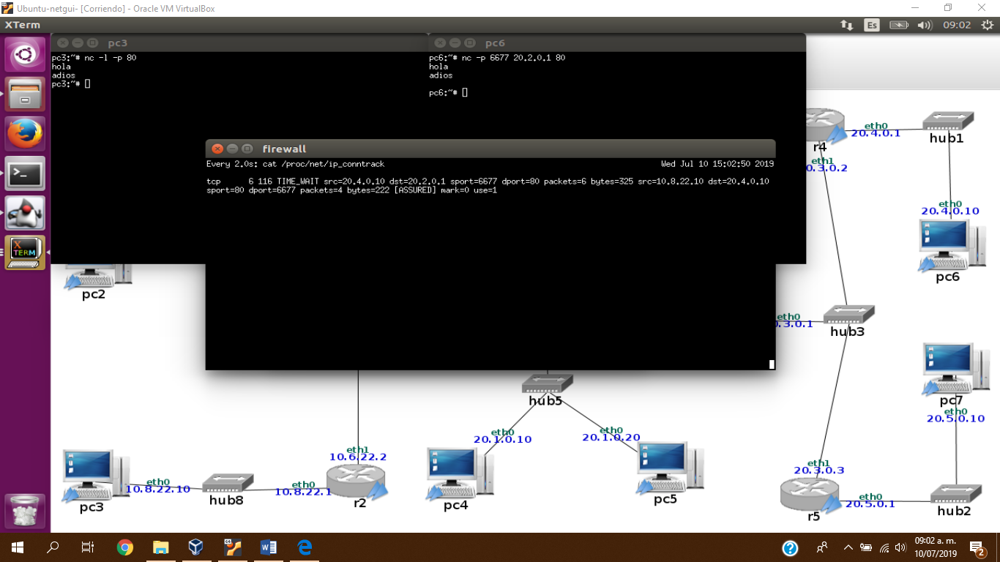 Ubuntu-netgui- [Corriendo] - Oracle VM VirtualBox
XTerm
Es
09:02
pc3
pc3:~# nc -l -p 80
hola
adios
pc3:~#
pc6
pc6:~# nc -p 6677 20.2.0.1 80
hola
adios
pc6:~#
firewall
Every 2.0s: cat /proc/net/ip_conntrack
Wed Jul 10 15:02:50 2019
tcp 6 116 TIME_WAIT src=20.4.0.10 dst=20.2.0.1 sport=6677 dport=80 packets=6 bytes=325 src=10.8.22.10 dst=20.4.0.10
sport=80 dport=6677 packets=4 bytes=222 [ASSURED] mark=0 use=1
X
TERM
r4
eth0
20.4.0.1
hub1
eth1
0.3.0.2
eth0
20.4.0.10
pc6
pc2
eth0
.3.0.1
hub3
pc7
eth0
20.5.0.10
hub5
eth0
20.1.0.10
eth0
20.1.0.20
eth1
10.6.22.2
eth1
20.3.0.3
pc3
eth0
10.8.22.10
hub8
eth0
10.8.22.1
r2
pc4
pc5
r5
eth0
20.5.0.1
hub2
64
09:02 a. m.
10/07/2019
2